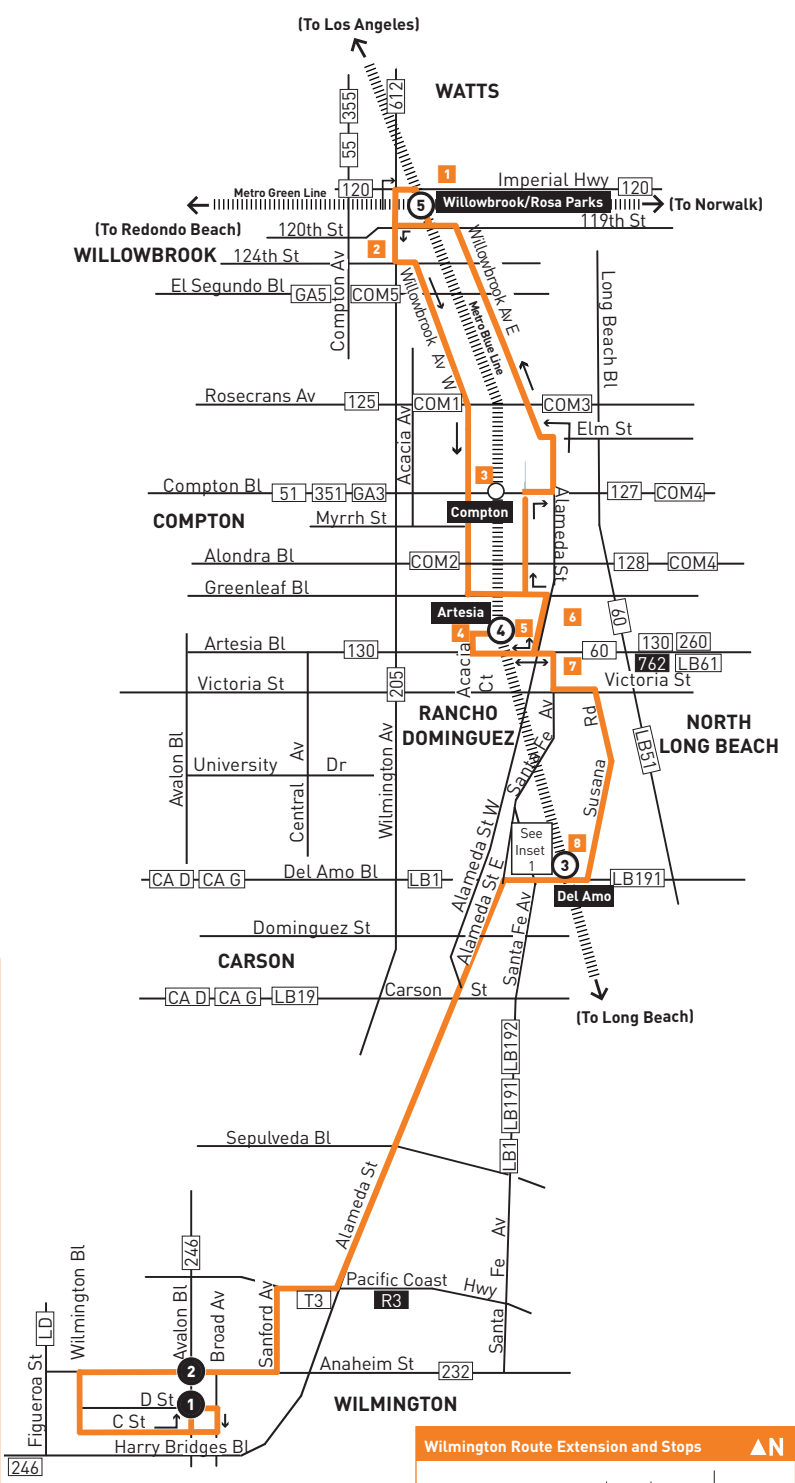 (To Los Angeles)
WATTS
355
55
612
1
Imperial Hwy
120
120
Metro Green Line
5
Willowbrook/Rosa Parks
(To Norwalk)
(To Redondo Beach)
120th St
119th St
WILLOWBROOK
2
124th St
El Segundo Bl
GA5
COM5
Compton Av
Willowbrook Av W
Willowbrook Av E
Metro Blue Line
Long Beach Bl
Rosecrans Av
125
COM1
COM3
Acacia Av
Elm St
3
Compton Bl
51
351
GA3
127
COM4
Compton
COMPTON
Myrrh St
Alameda St
Alondra Bl
COM2
128
COM4
Greenleaf Bl
Artesia
60
4
4
5
6
Artesia Bl
130
60
130
260
762
LB61
7
Acacia Ct
Victoria St
Victoria St
205
RANCHO
DOMINGUEZ
NORTH
LONG BEACH
Avalon Bl
University Dr
Central Av
Wilmington Av
Santa Fe Av
Susana Rd
LB51
Alameda St W
Alameda St E
See
Inset
1
8
3
CA D
CA G
Del Amo Bl
LB1
LB191
Del Amo
Dominguez St
Santa Fe Av
CARSON
CA D
CA G
LB19
Carson St
(To Long Beach)
LB192
LB191
LB1
Sepulveda Bl
Alameda St
Santa Fe Av
246
Wilmington Bl
Avalon Bl
Broad Av
Sanford Av
Pacific Coast Hwy
T3
R3
LD
Figueroa St
2
Anaheim St
232
D St
1
C St
WILMINGTON
Harry Bridges Bl
246
Wilmington Route Extension and Stops
N